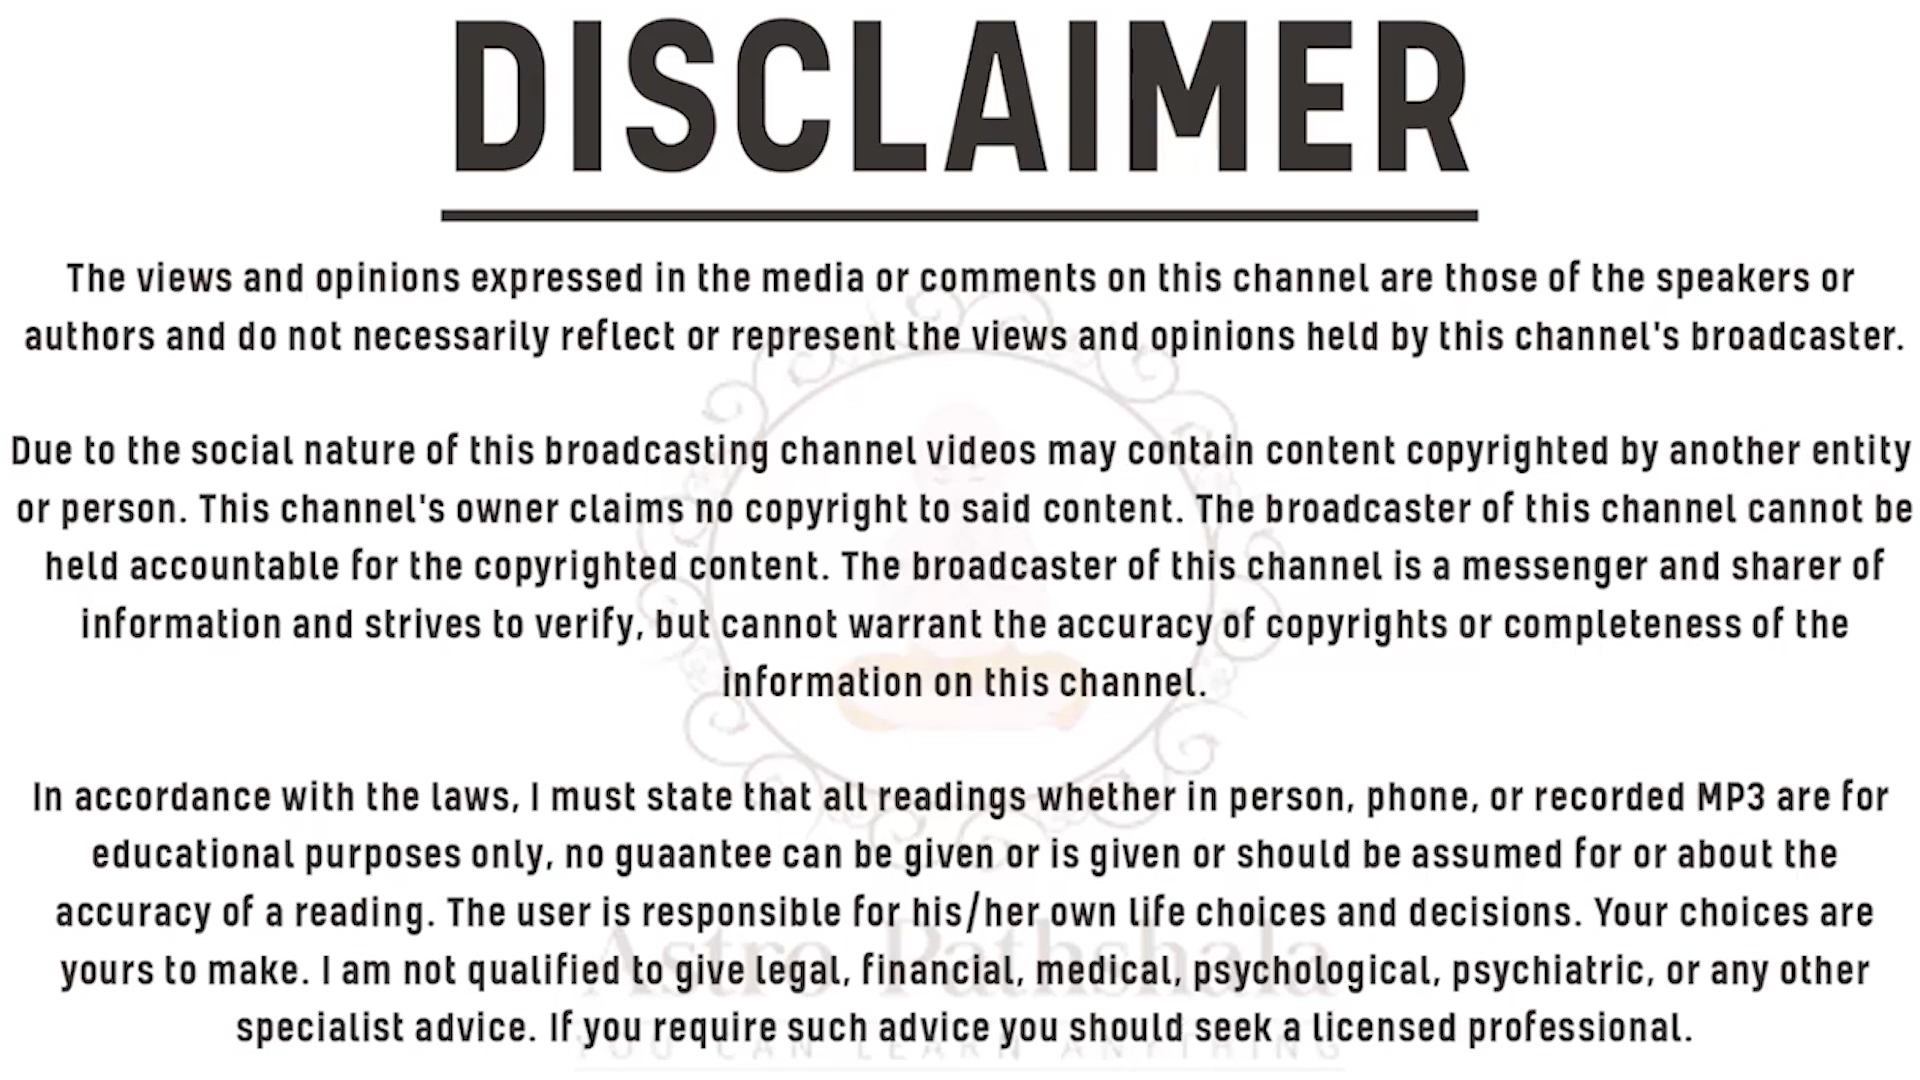 DISCLAIMER
The views and opinions expressed in the media or comments on this channel are those of the speakers or
authors and do not necessarily reflect or represent the views and opinions held by this channel's broadcaster.
Due to the social nature of this broadcasting channel videos may contain content copyrighted by another entity
or person. This channel's owner claims no copyright to said content. The broadcaster of this channel cannot be
held accountable for the copyrighted content. The broadcaster of this channel is a messenger and sharer of
information and strives to verify, but cannot warrant the accuracy of copyrights or completeness of the
information on this channel.
In accordance with the laws, I must state that all readings whether in person, phone, or recorded MP3 are for
educational purposes only, no guaantee can be given or is given or should be assumed for or about the
accuracy of a reading. The user is responsible for his/her own life choices and decisions. Your choices are
Astro Pathshala
yours to make. I am not qualified to give legal, financial, medical, psychological, psychiatric, or any other
specialist advice. If you require such advice you should seek a licensed professional.
YOU CAN LEARN ANYTHING